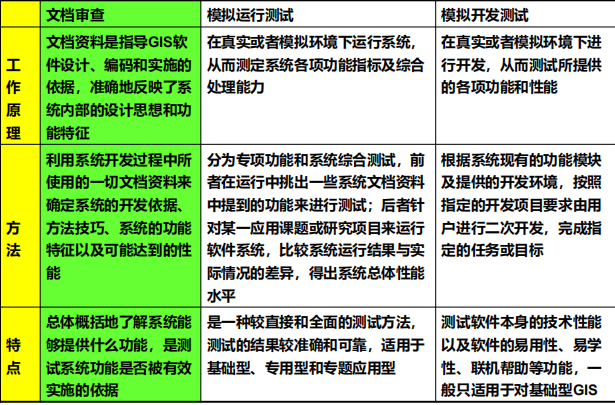 文档审查
模拟运行测试
模拟开发测试
工作原理
文档资料是指导GIS软
件设计、编码和实施的
依据，准确地反映了系
统内部的设计思想和功
能特征
在真实或者模拟环境下运行系统，
从而测定系统各项功能指标及综合
处理能力
在真实或者模拟环境下进
行开发，从而测试所提供
的各项功能和性能
方法
利用系统开发过程中所
使用的一切文档资料来
确定系统的开发依据、
方法技巧、系统的功能
特征以及可能达到的性
能
分为专项功能和系统综合测试，前
者在运行中挑出一些系统文档资料
中提到的功能来进行测试；后者针
对某一应用课题或研究项目来运行
软件系统，比较系统运行结果与实
际情况的差异，得出系统总体性能
水平
根据系统现有的功能模块
及提供的开发环境，按照
指定的开发项目要求由用
户进行二次开发，完成指
定的任务或目标
特点
总体概括地了解系统能
够提供什么功能，是测
试系统功能是否被有效
实施的依据
是一种较直接和全面的测试方法，
测试的结果较准确和可靠，适用于
基础型、专用型和专题应用型
测试软件本身的技术性能
以及软件的易用性、易学
性、联机帮助等功能，一
般只适用于对基础型GIS